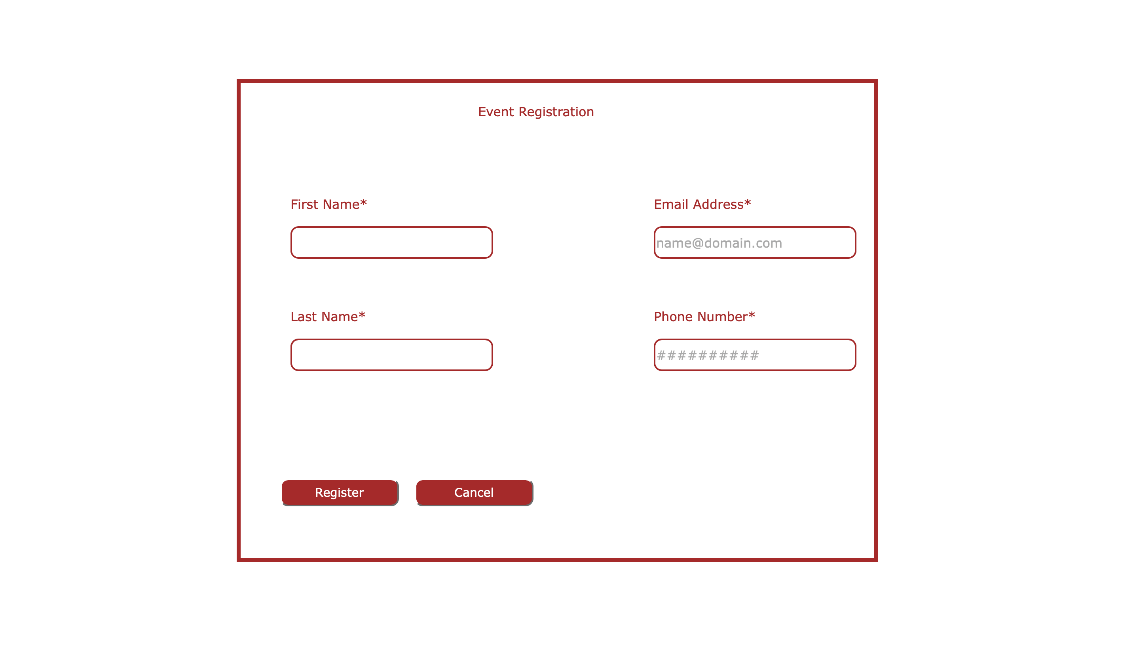 Event Registration
First Name*
Email Address*
name@domain.com
Last Name*
Phone Number*
##########
Register
Cancel